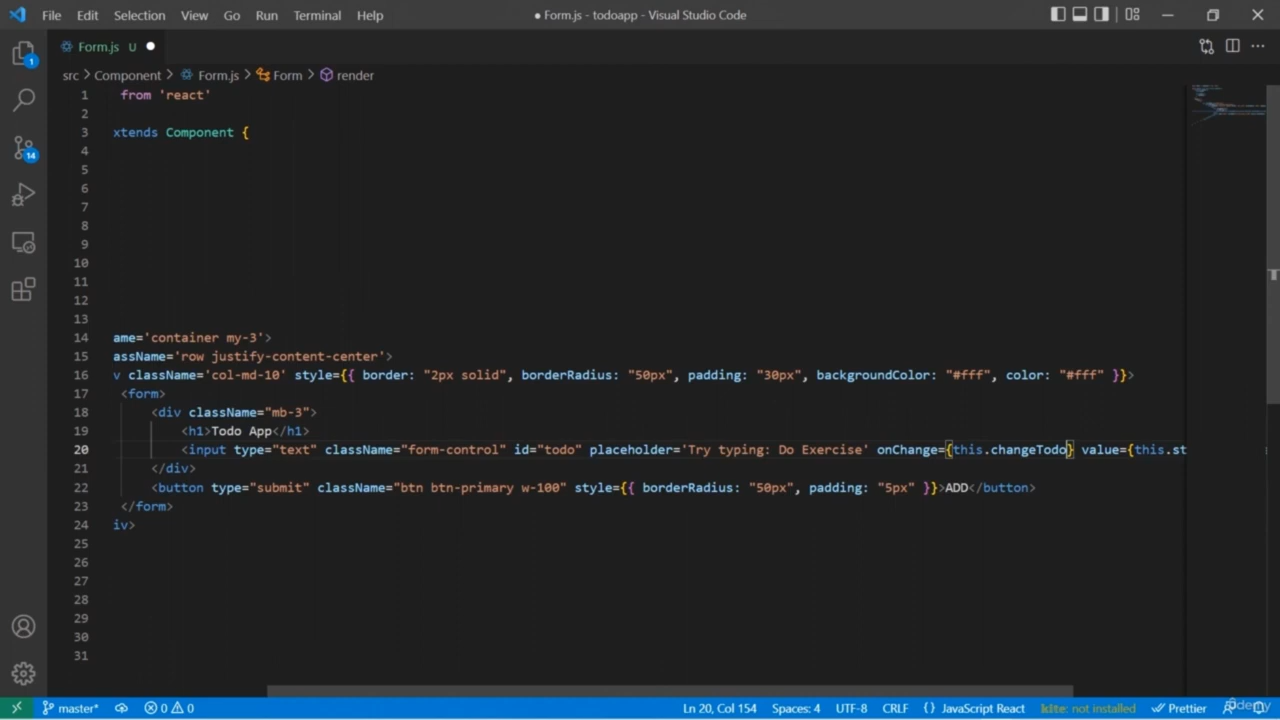 File Edit Selection View Go Run Terminal Help
● Form.js - todoapp - Visual Studio Code
Form.js U ●
src > Component > Form.js > Form > render
1 from 'react'
2
3 xtends Component {
4
5
6
7
8
9
10
11
12
13
14 ame='container my-3'>
15 assName='row justify-content-center'>
16 v className='col-md-10' style={{ border: "2px solid", borderRadius: "50px", padding: "30px", backgroundColor: "#fff", color: "#fff" }}>
17 <form>
18 <div className="mb-3">
19 <h1>Todo App</h1>
20 <input type="text" className="form-control" id="todo" placeholder='Try typing: Do Exercise' onChange={this.changeTodo} value={this.st
21 </div>
22 <button type="submit" className="btn btn-primary w-100" style={{ borderRadius: "50px", padding: "5px" }}>ADD</button>
23 </form>
24 iv>
25
26
27
28
29
30
31
1
14
master* 0 0 Ln 20, Col 154 Spaces: 4 UTF-8 CRLF {} JavaScript React kite: not installed Prettier
Udemy